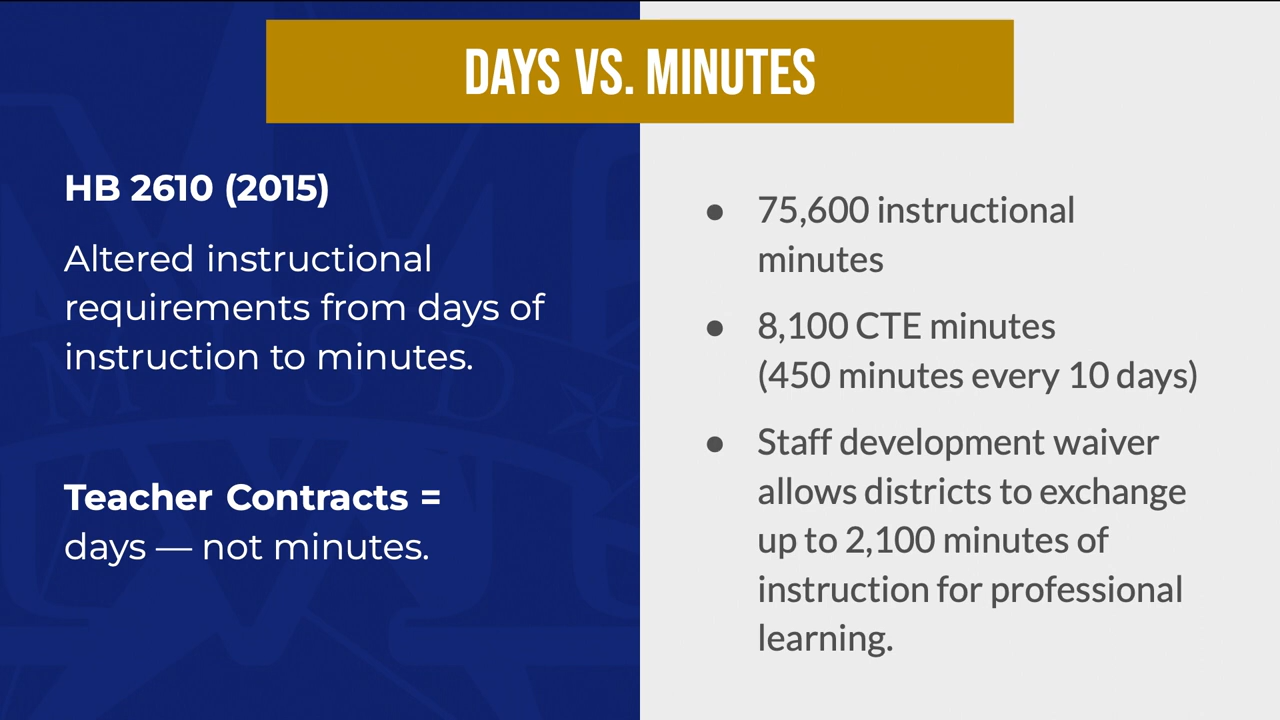 DAYS VS. MINUTES
HB 2610 (2015)
Altered instructional
requirements from days of
instruction to minutes.
Teacher Contracts =
days — not minutes.
● 75,600 instructional
minutes
● 8,100 CTE minutes
(450 minutes every 10 days)
● Staff development waiver
allows districts to exchange
up to 2,100 minutes of
instruction for professional
learning.